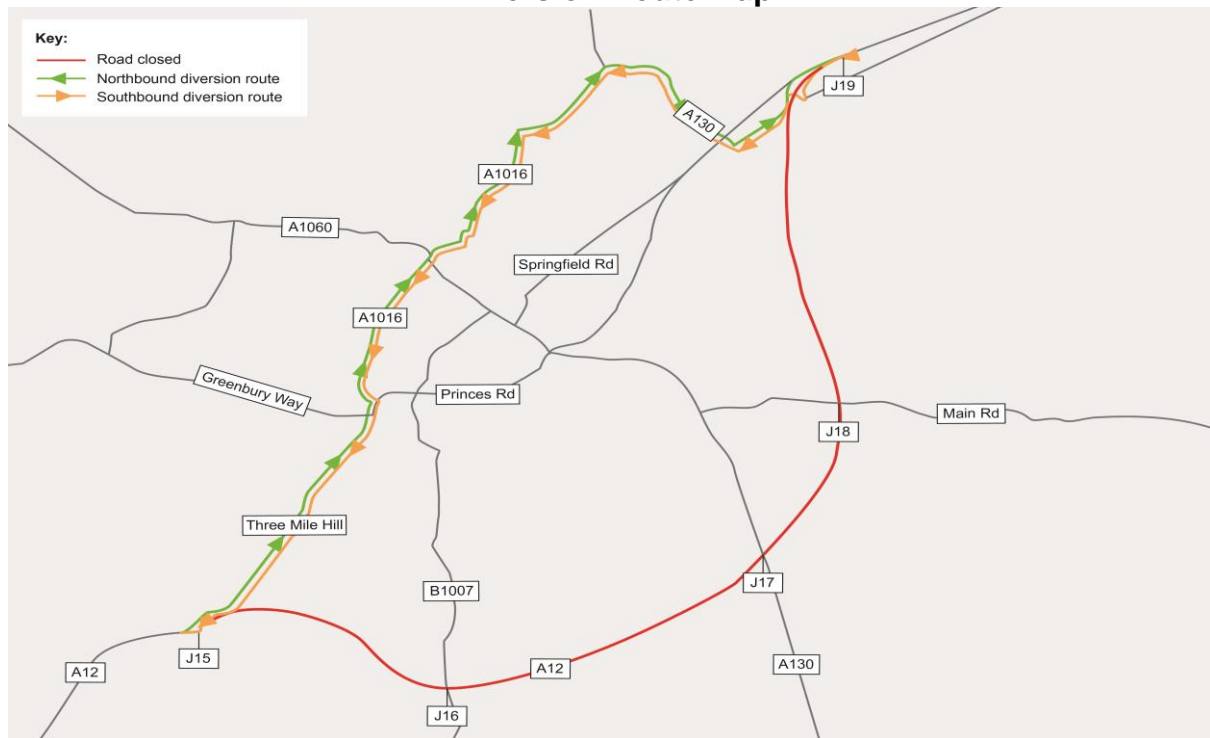 Key:
Road closed
Northbound diversion route
Southbound diversion route
J19
A130
A1016
A1060
Springfield Rd
A1016
Greenbury Way
Princes Rd
Main Rd
J18
Three Mile Hill
J17
B1007
J15
A12
A12
A130
J16